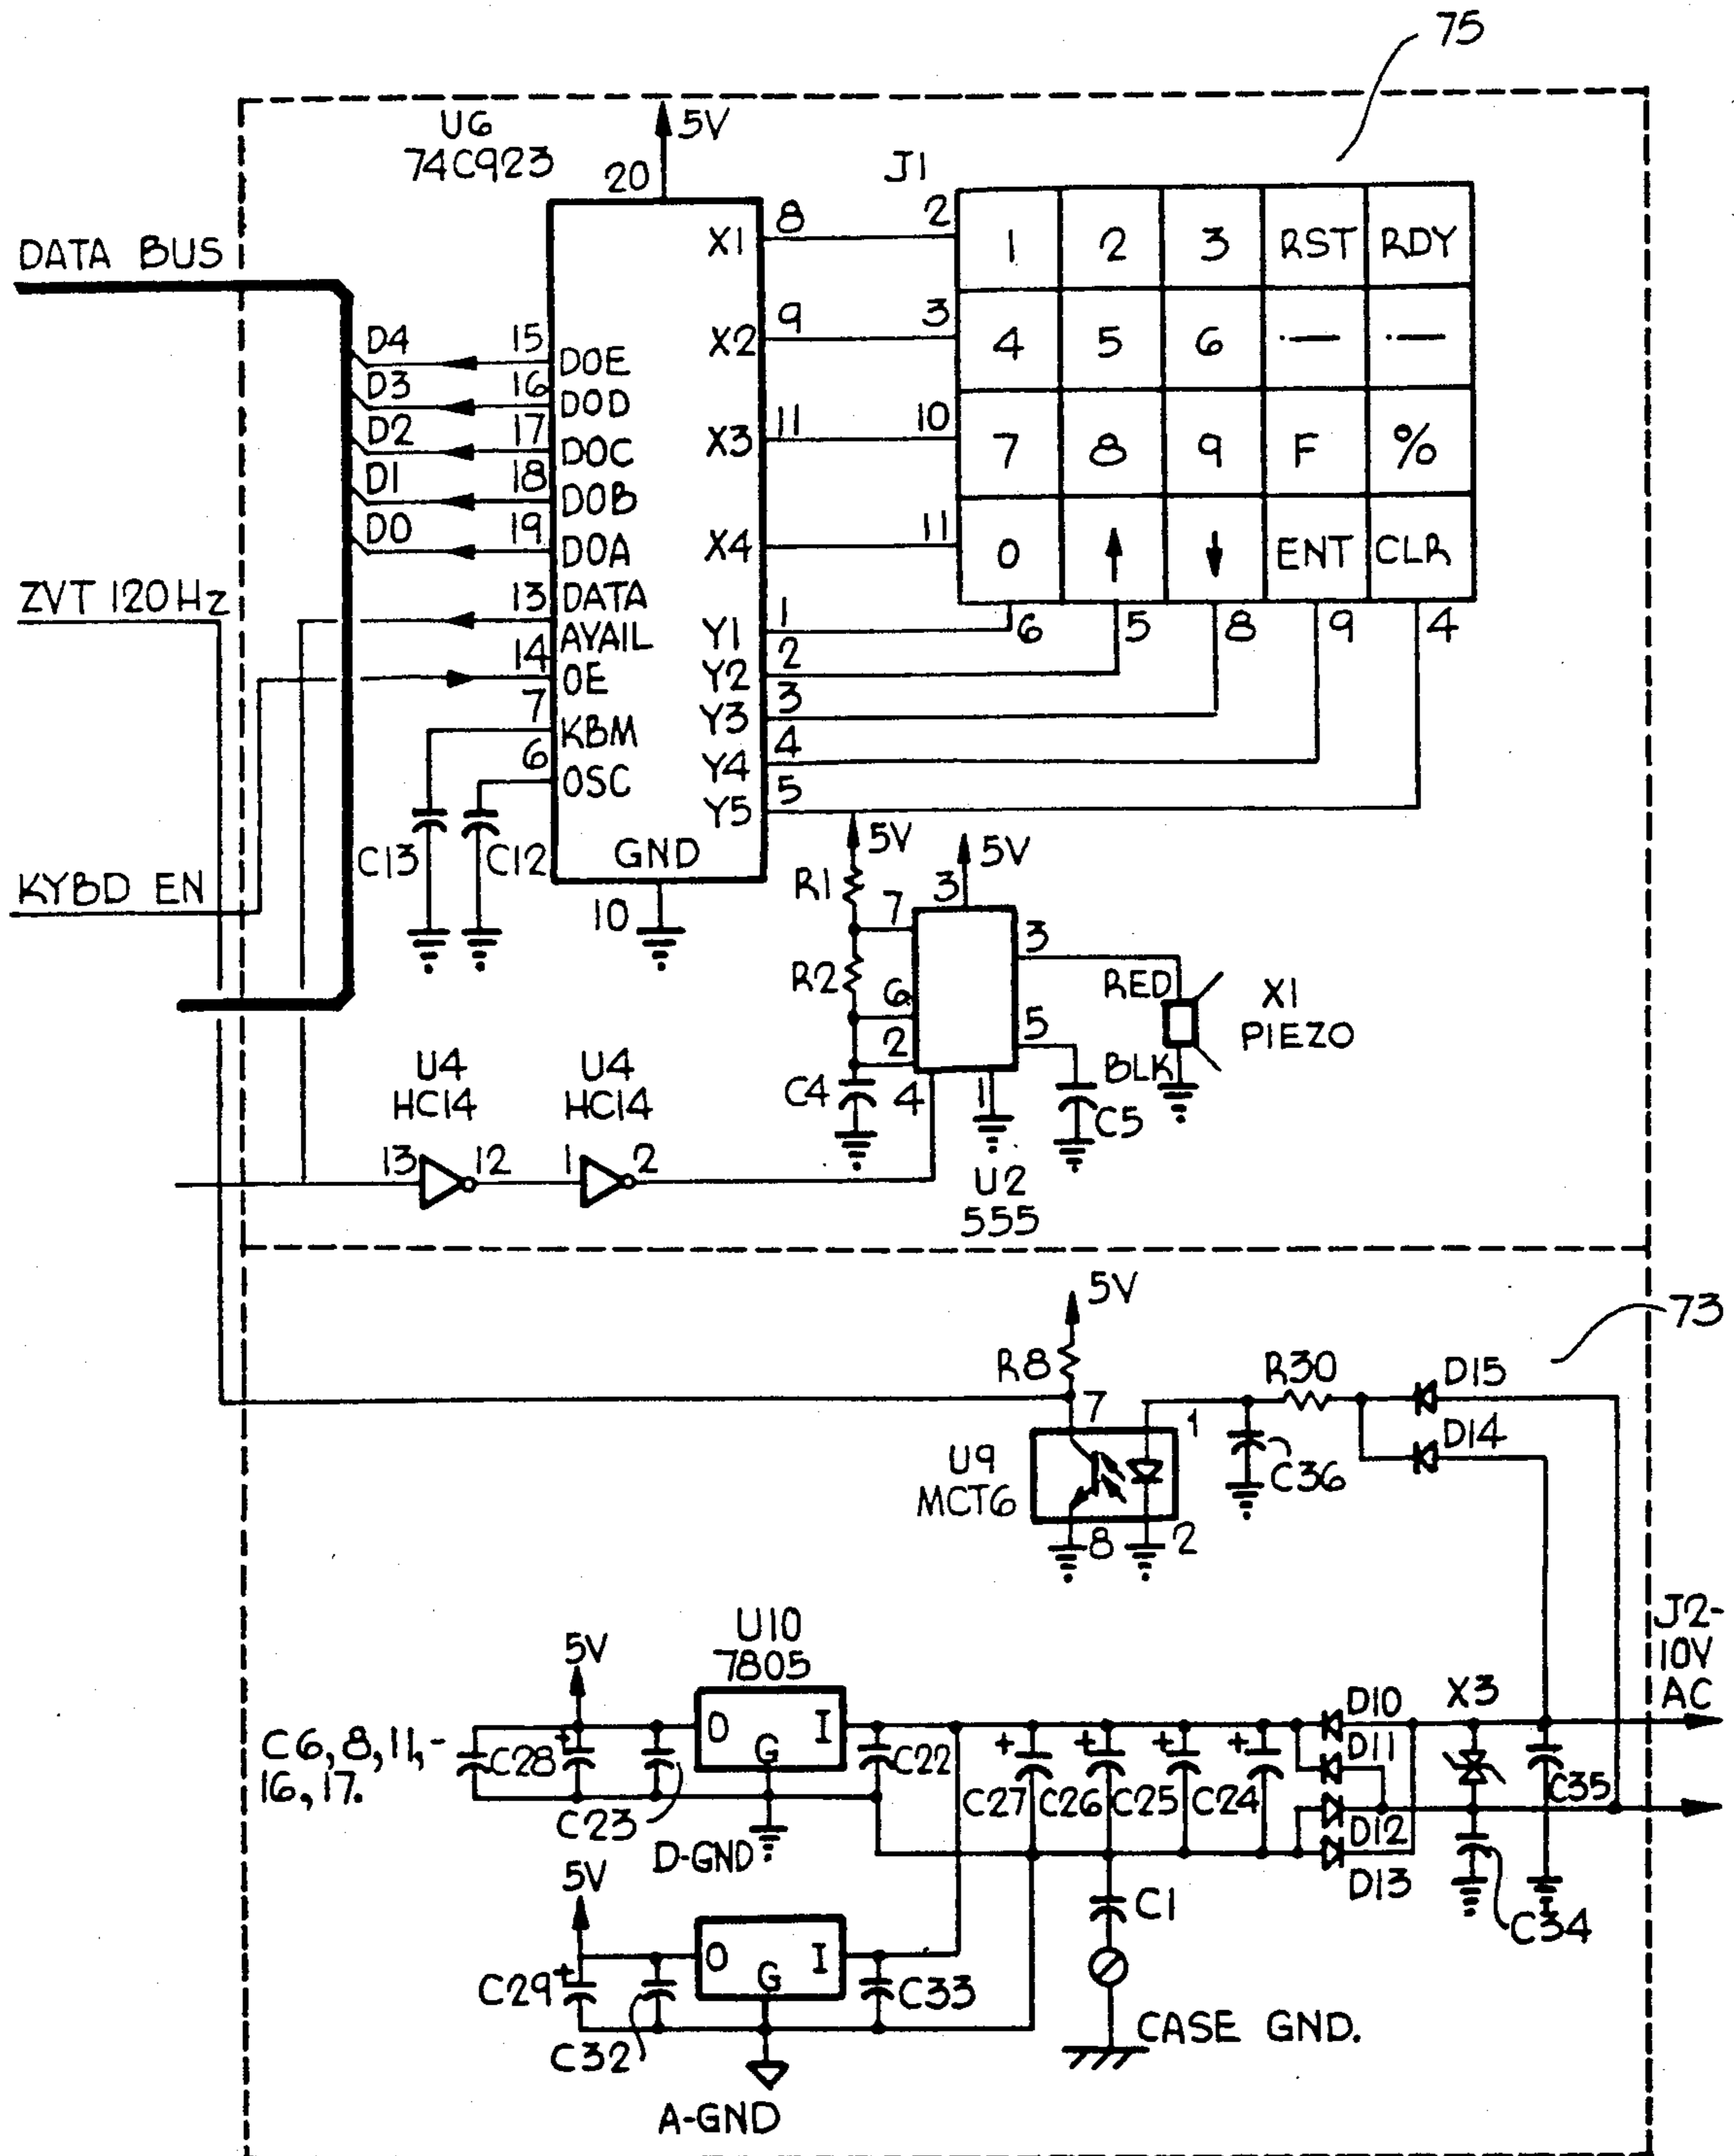 75
U6
74C923
5V
20
J1
DATA BUS
X1 8 2
1 2 3 RST RDY
X2 9 3
4 5 6 - -
D4 15 DOE
D3 16 DOD
D2 17 DOC
D1 18 DOB
D0 19 DOA
X3 11 10
7 8 9 F %
X4 11
0 ↑ ↓ ENT CLR
ZVT 120HZ
13 DATA
AYAIL
14 OE
7 KBM
6 OSC
Y1 1 6
Y2 2 5
Y3 3 8
Y4 4 9
Y5 5 4
C13 C12
GND
10
KYBD EN
5V
5V
R1
7 3
3
R2
6
RED
X1
PIEZO
2
5
BLK
C4
4
1
C5
U4
HC14
U4
HC14
13 12
1 2
U2
555
5V
73
R8
R30
D15
7
1
D14
U9
MCT6
C36
8 2
J2-
10V
AC
5V
U10
7805
O G I
C6,8,11,-
16,17.
+
C28
C23
D-GND
C22
+
C27
+
C26
+
C25
+
C24
D10
D11
D12
D13
X3
C35
C34
5V
O G I
+
C29
C32
C33
C1
CASE GND.
A-GND